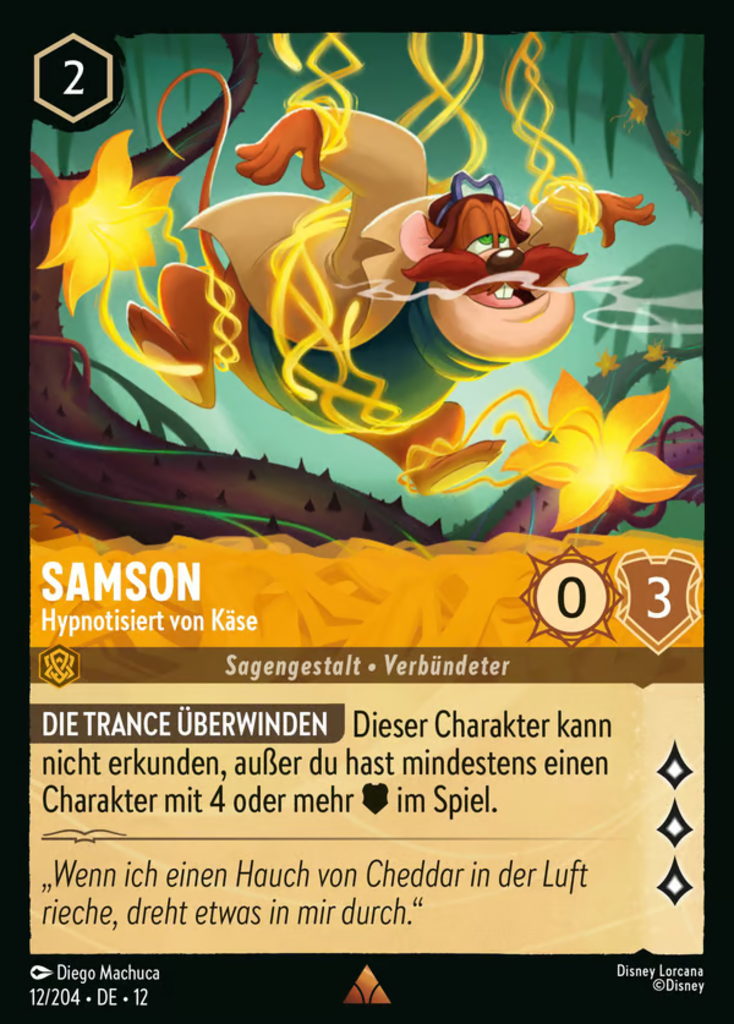 2
SAMSON
Hypnotisiert von Käse
0
3
Sagengestalt • Verbündeter
DIE TRANCE ÜBERWINDEN Dieser Charakter kann
nicht erkunden, außer du hast mindestens einen
Charakter mit 4 oder mehr im Spiel.
„Wenn ich einen Hauch von Cheddar in der Luft
rieche, dreht etwas in mir durch.“
Diego Machuca
12/204 • DE • 12
Disney Lorcana
©Disney